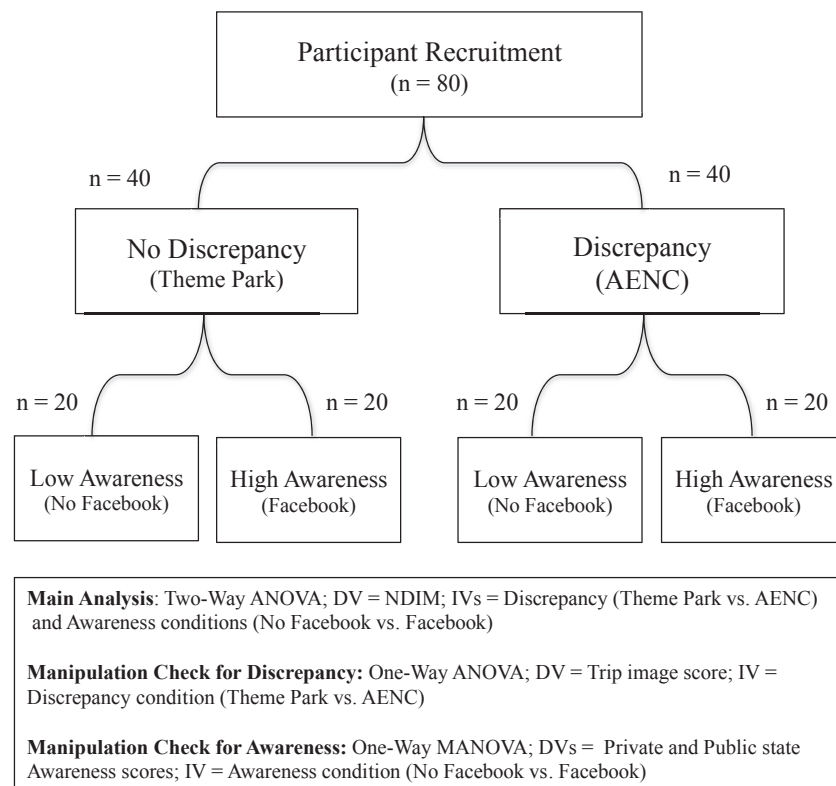 Participant Recruitment
(n = 80)
n = 40
n = 40
No Discrepancy
(Theme Park)
Discrepancy
(AENC)
n = 20
n = 20
n = 20
n = 20
Low Awareness
(No Facebook)
High Awareness
(Facebook)
Low Awareness
(No Facebook)
High Awareness
(Facebook)
Main Analysis: Two-Way ANOVA; DV = NDIM; IVs = Discrepancy (Theme Park vs. AENC)
and Awareness conditions (No Facebook vs. Facebook)
Manipulation Check for Discrepancy: One-Way ANOVA; DV = Trip image score; IV =
Discrepancy condition (Theme Park vs. AENC)
Manipulation Check for Awareness: One-Way MANOVA; DVs = Private and Public state
Awareness scores; IV = Awareness condition (No Facebook vs. Facebook)